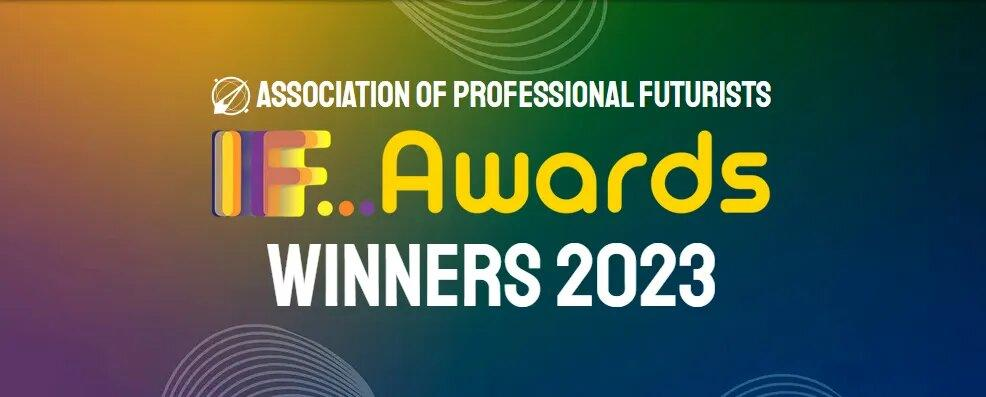 ASSOCIATION OF PROFESSIONAL FUTURISTS
IF... Awards
WINNERS 2023